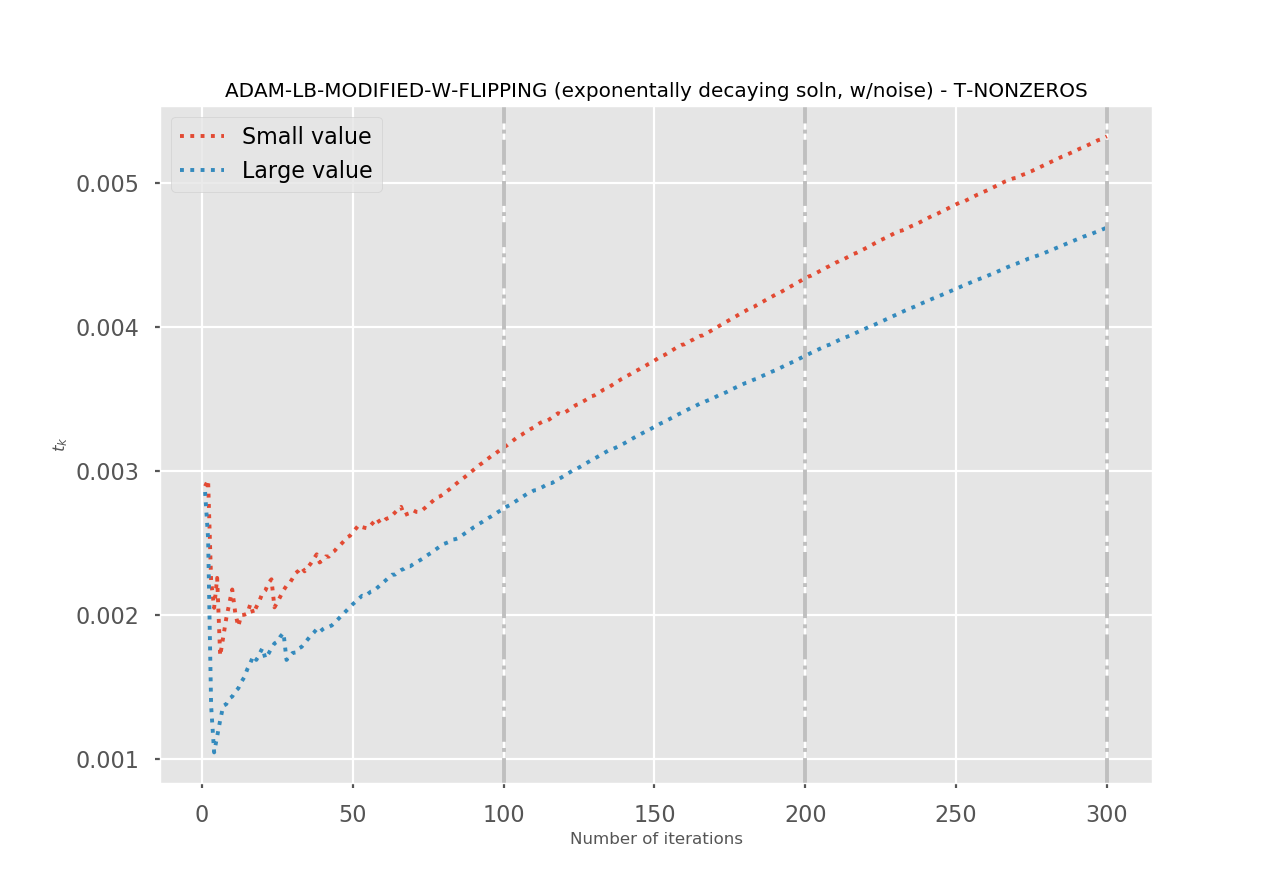 ADAM-LB-MODIFIED-W-FLIPPING (exponentially decaying soln, w/noise) - T-NONZEROS
Small value
Large value
0.005
0.004
0.003
0.002
0.001
t_k
0 50 100 150 200 250 300
Number of iterations